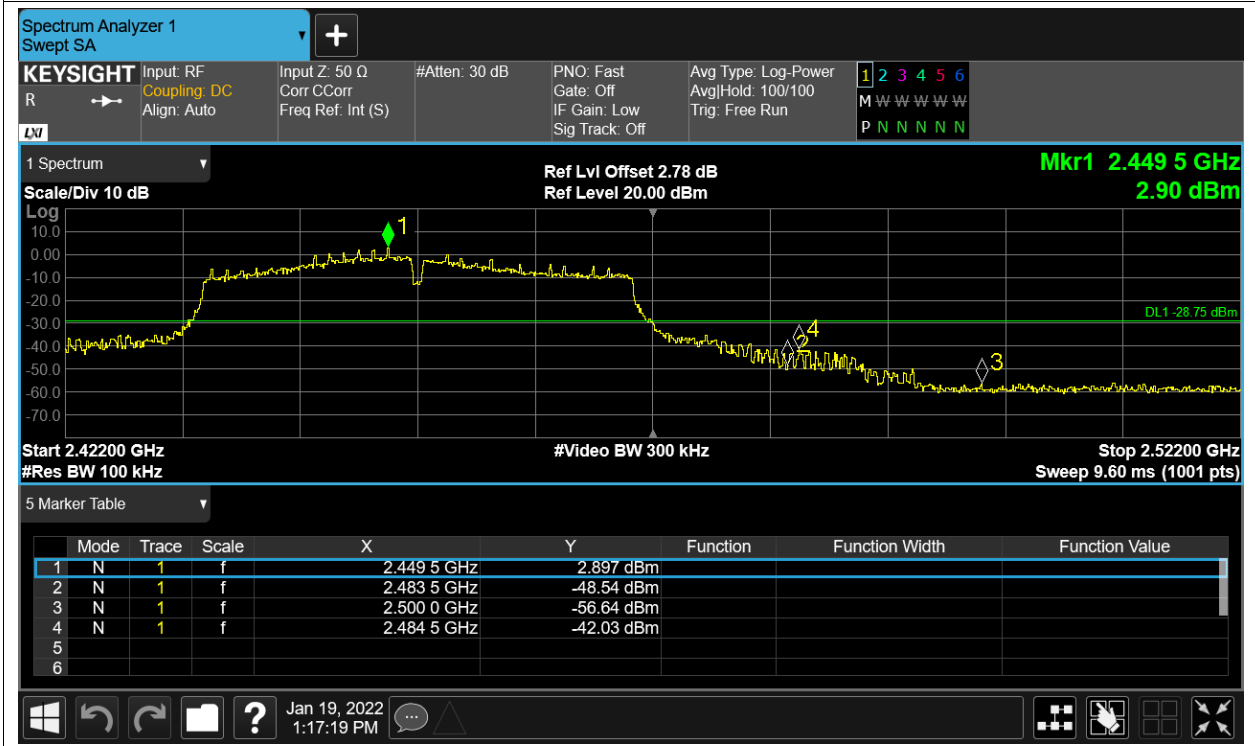 Spectrum Analyzer 1
Swept SA
+
KEYSIGHT
R
LXI
Input: RF
Coupling: DC
Align: Auto
Input Z: 50 Ω
Corr CCorr
Freq Ref: Int (S)
#Atten: 30 dB
PNO: Fast
Gate: Off
IF Gain: Low
Sig Track: Off
Avg Type: Log-Power
Avg|Hold: 100/100
Trig: Free Run
1 2 3 4 5 6
M W W W W W
P N N N N N
1 Spectrum
Scale/Div 10 dB
Ref Lvl Offset 2.78 dB
Ref Level 20.00 dBm
Mkr1 2.449 5 GHz
2.90 dBm
Log
10.0
0.00
-10.0
-20.0
-30.0
-40.0
-50.0
-60.0
-70.0
1
DL1 -28.75 dBm
4
2
3
Start 2.42200 GHz
#Video BW 300 kHz
Stop 2.52200 GHz
#Res BW 100 kHz
Sweep 9.60 ms (1001 pts)
5 Marker Table
Mode Trace Scale X Y Function Function Width Function Value
1 N 1 f 2.449 5 GHz 2.897 dBm
2 N 1 f 2.483 5 GHz -48.54 dBm
3 N 1 f 2.500 0 GHz -56.64 dBm
4 N 1 f 2.484 5 GHz -42.03 dBm
5
6
?
Jan 19, 2022
1:17:19 PM